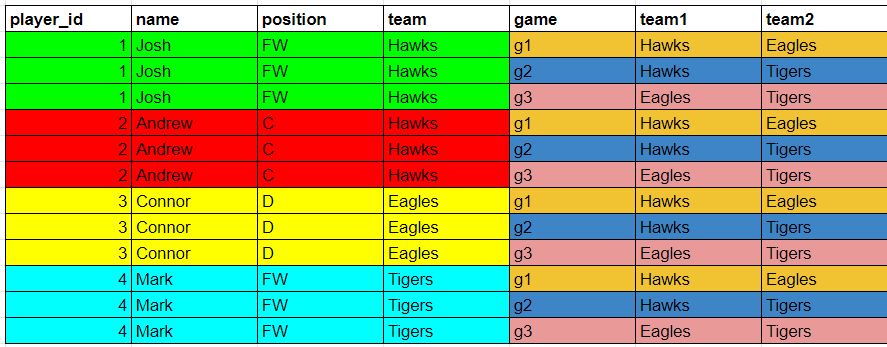 player_id name position team game team1 team2
1 Josh FW Hawks g1 Hawks Eagles
1 Josh FW Hawks g2 Hawks Tigers
1 Josh FW Hawks g3 Eagles Tigers
2 Andrew C Hawks g1 Hawks Eagles
2 Andrew C Hawks g2 Hawks Tigers
2 Andrew C Hawks g3 Eagles Tigers
3 Connor D Eagles g1 Hawks Eagles
3 Connor D Eagles g2 Hawks Tigers
3 Connor D Eagles g3 Eagles Tigers
4 Mark FW Tigers g1 Hawks Eagles
4 Mark FW Tigers g2 Hawks Tigers
4 Mark FW Tigers g3 Eagles Tigers